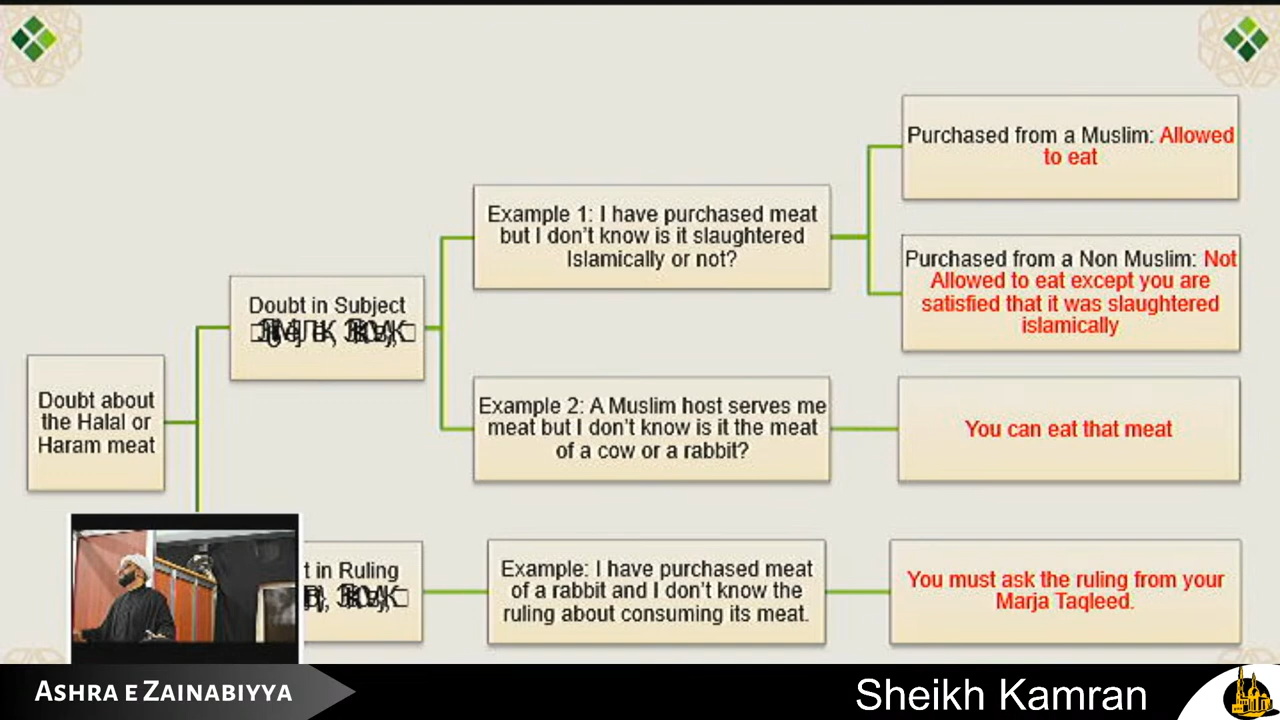 Purchased from a Muslim: Allowed
to eat
Example 1: I have purchased meat
but I don't know is it slaughtered
Islamically or not?
Purchased from a Non Muslim: Not
Allowed to eat except you are
satisfied that it was slaughtered
islamically
Doubt in Subject
Doubt about
the Halal or
Haram meat
Example 2: A Muslim host serves me
meat but I don't know is it the meat
of a cow or a rabbit?
You can eat that meat
t in Ruling
Example: I have purchased meat
of a rabbit and I don't know the
ruling about consuming its meat.
You must ask the ruling from your
Marja Taqleed.
ASHRA E ZAINABIYYA
Sheikh Kamran